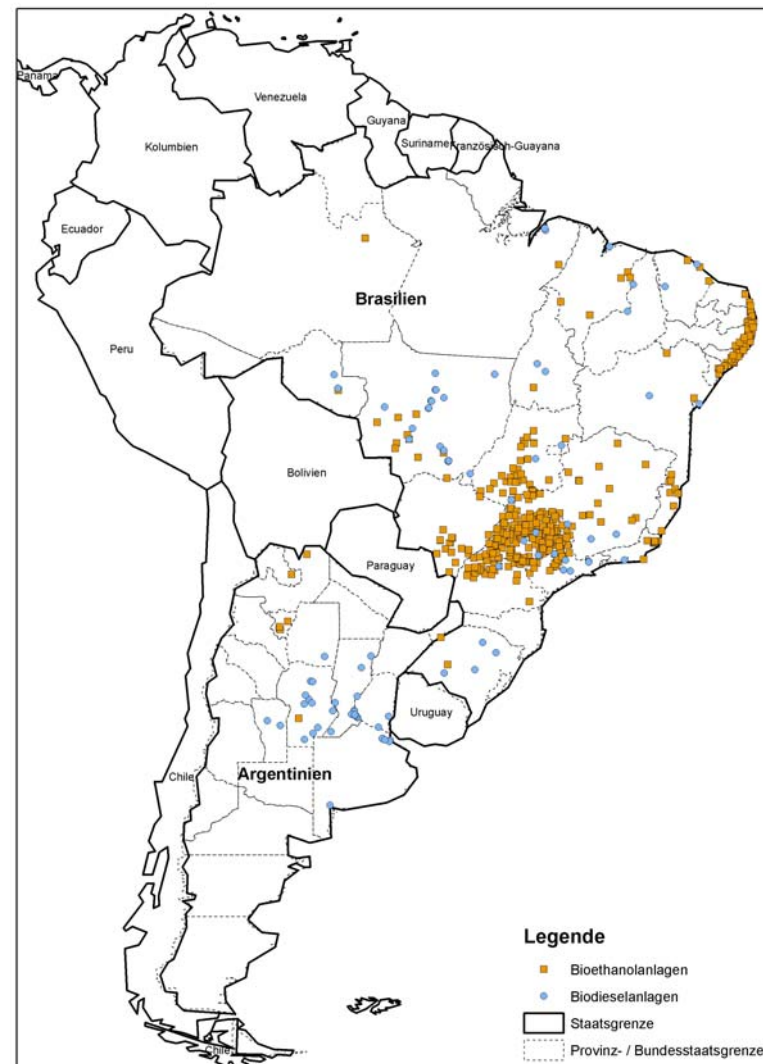 Panama
Venezuela
Guyana
Suriname
Französisch-Guayana
Kolumbien
Ecuador
Brasilien
Peru
Bolivien
Paraguay
Uruguay
Chile
Argentinien
Legende
Bioethanolanlagen
Biodieselanlagen
Staatsgrenze
Provinz- / Bundesstaatsgrenze
Chile